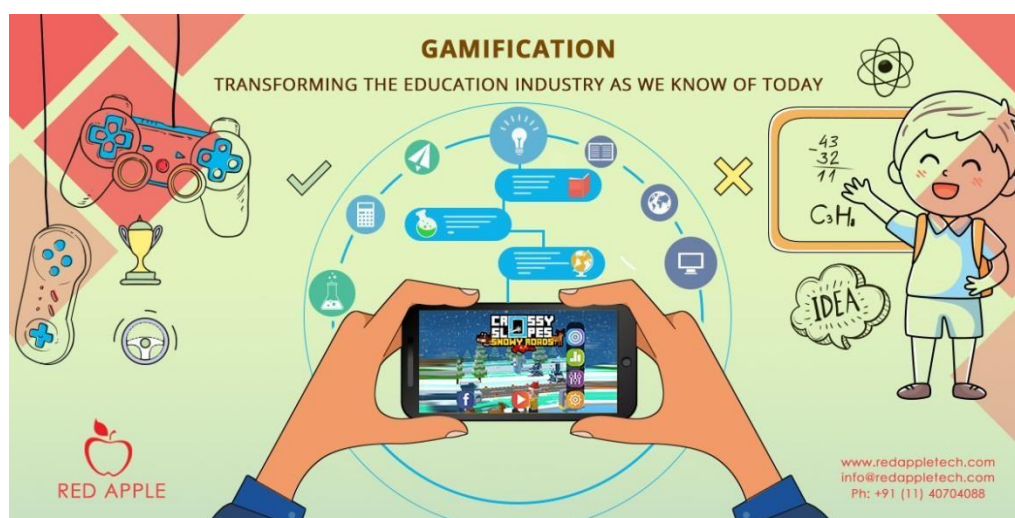 GAMIFICATION
TRANSFORMING THE EDUCATION INDUSTRY AS WE KNOW OF TODAY
-43
32
11
C₃H₈
IDEA
CROSSY
SLOPES
SNOWY ROADS
f
RED APPLE
www.redappletech.com
info@redappletech.com
Ph: +91 (11) 40704088